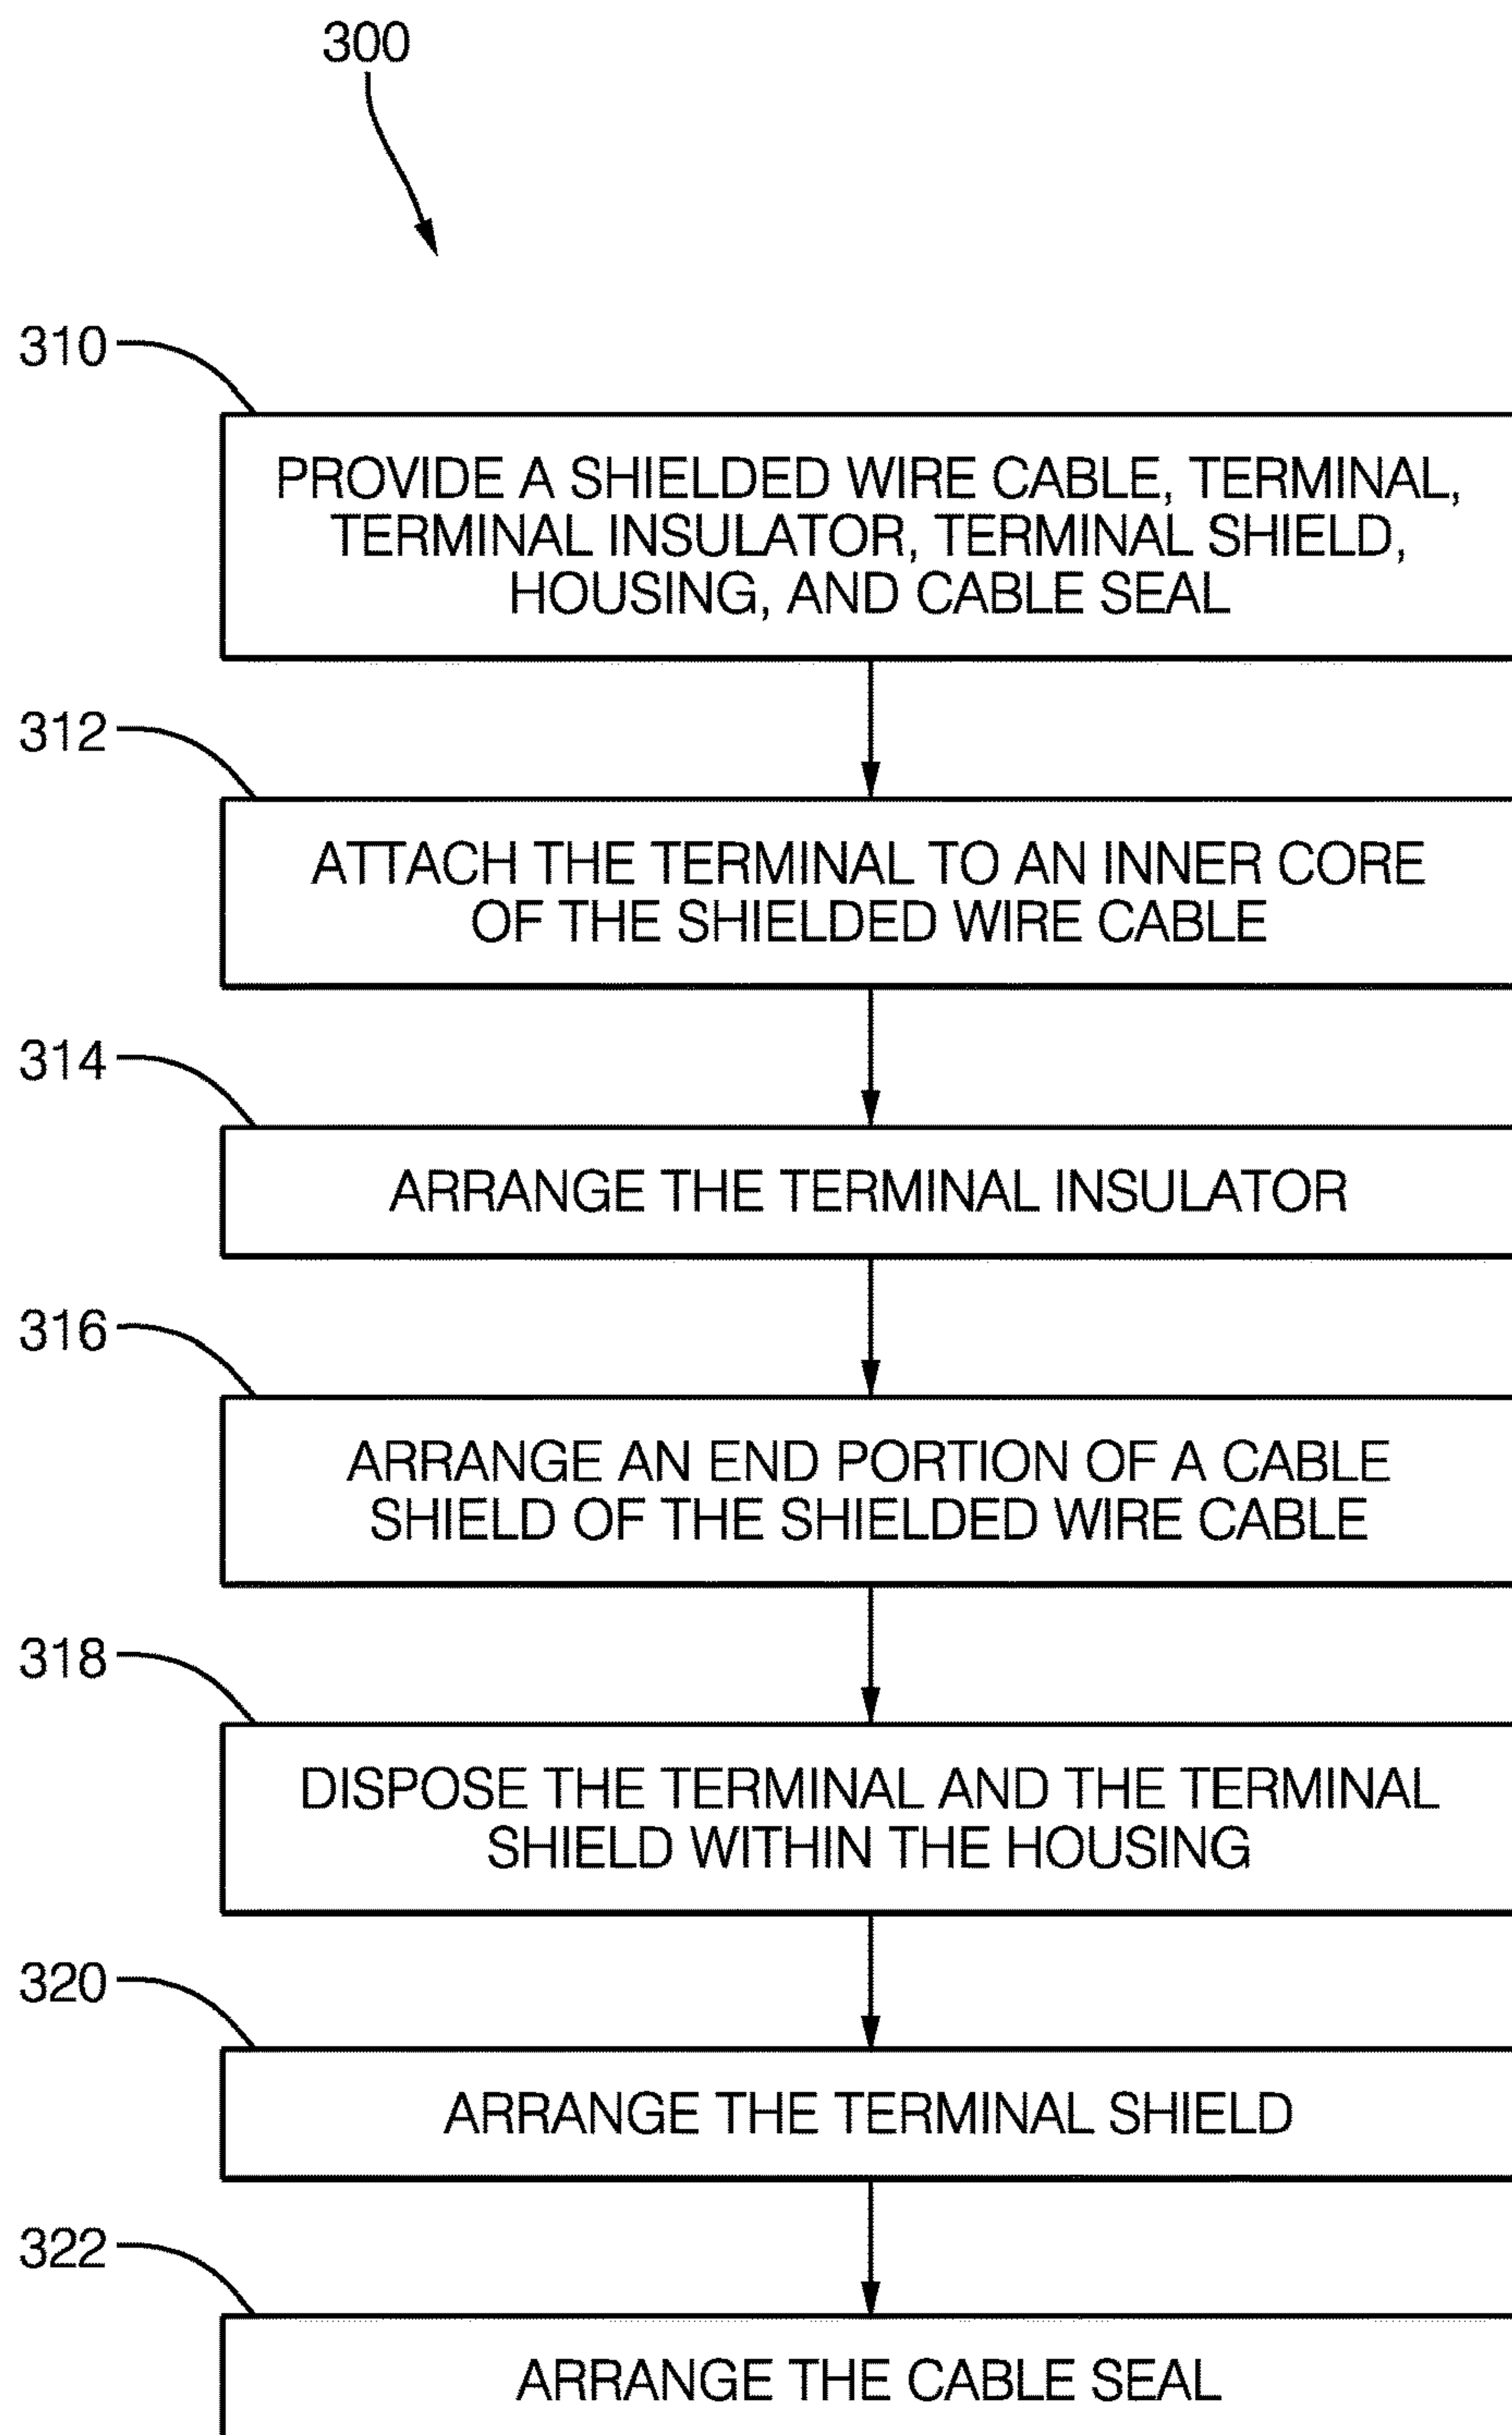 300
310
PROVIDE A SHIELDED WIRE CABLE, TERMINAL,
TERMINAL INSULATOR, TERMINAL SHIELD,
HOUSING, AND CABLE SEAL
312
ATTACH THE TERMINAL TO AN INNER CORE
OF THE SHIELDED WIRE CABLE
314
ARRANGE THE TERMINAL INSULATOR
316
ARRANGE AN END PORTION OF A CABLE
SHIELD OF THE SHIELDED WIRE CABLE
318
DISPOSE THE TERMINAL AND THE TERMINAL
SHIELD WITHIN THE HOUSING
320
ARRANGE THE TERMINAL SHIELD
322
ARRANGE THE CABLE SEAL